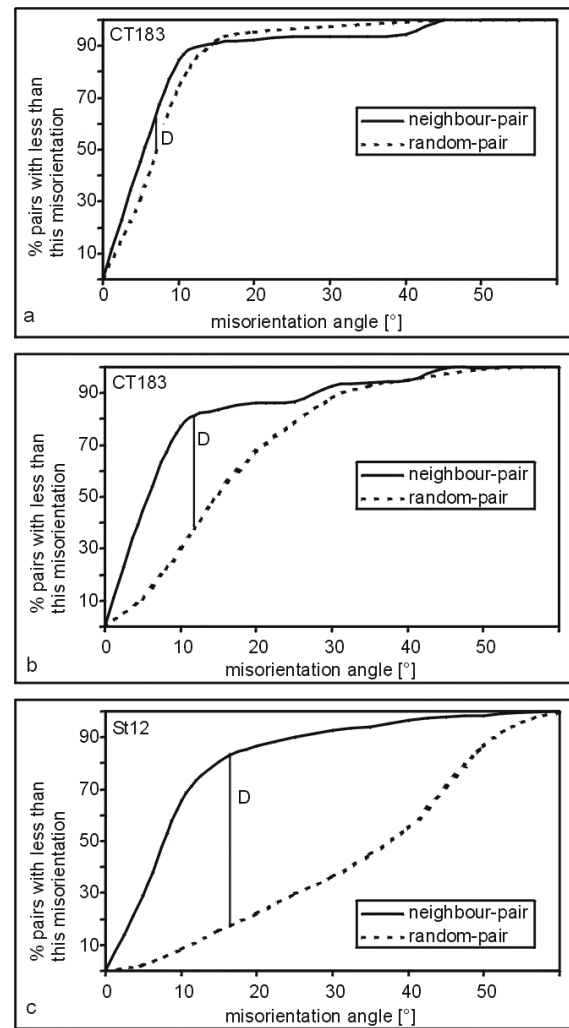 CT183
90
70
50
30
10
% pairs with less than
this misorientation
D
neighbour-pair
random-pair
0
10
20
30
40
50
misorientation angle [°]
a
CT183
90
70
50
30
10
% pairs with less than
this misorientation
D
neighbour-pair
random-pair
0
10
20
30
40
50
misorientation angle [°]
b
St12
90
70
50
30
10
% pairs with less than
this misorientation
D
neighbour-pair
random-pair
0
10
20
30
40
50
misorientation angle [°]
c